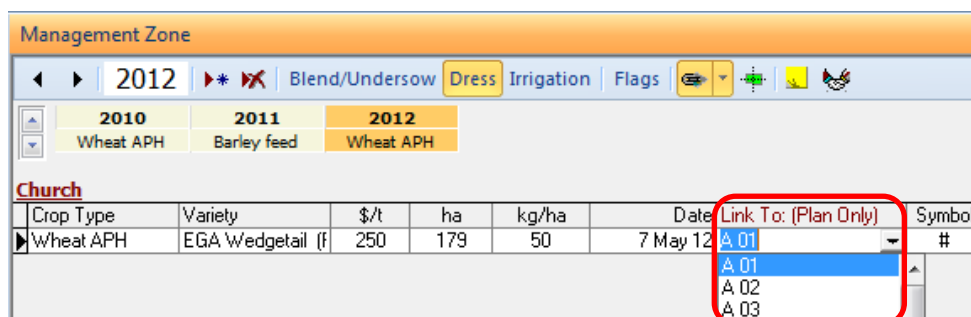 Management Zone
2012 Blend/Undersow Dress Irrigation Flags
2010 2011 2012
Wheat APH Barley feed Wheat APH
Church
Crop Type Variety $/t ha kg/ha Date Link To: (Plan Only) Symbo
Wheat APH EGA Wedgetail (F 250 179 50 7 May 12 A 01 #
A 01
A 02
A 03